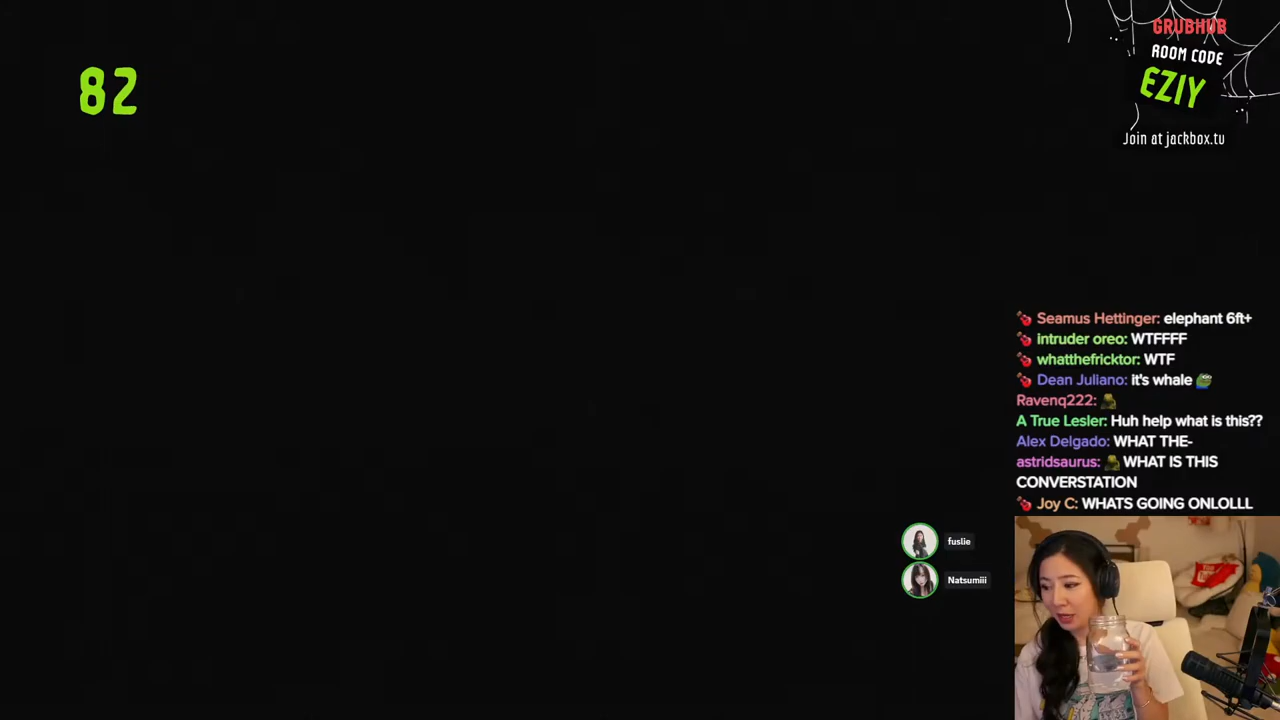 82
GRUBHUB
ROOM CODE
EZIY
Join at jackbox.tv
Seamus Hettinger: elephant 6ft+
intruder oreo: WTFFFF
whatthefricktor: WTF
Dean Juliano: it's whale
Ravenq222:
A True Lesler: Huh help what is this??
Alex Delgado: WHAT THE-
astridsaurus: WHAT IS THIS
CONVERSTATION
Joy C: WHATS GOING ONLOLLL
fuslie
Natsumiii